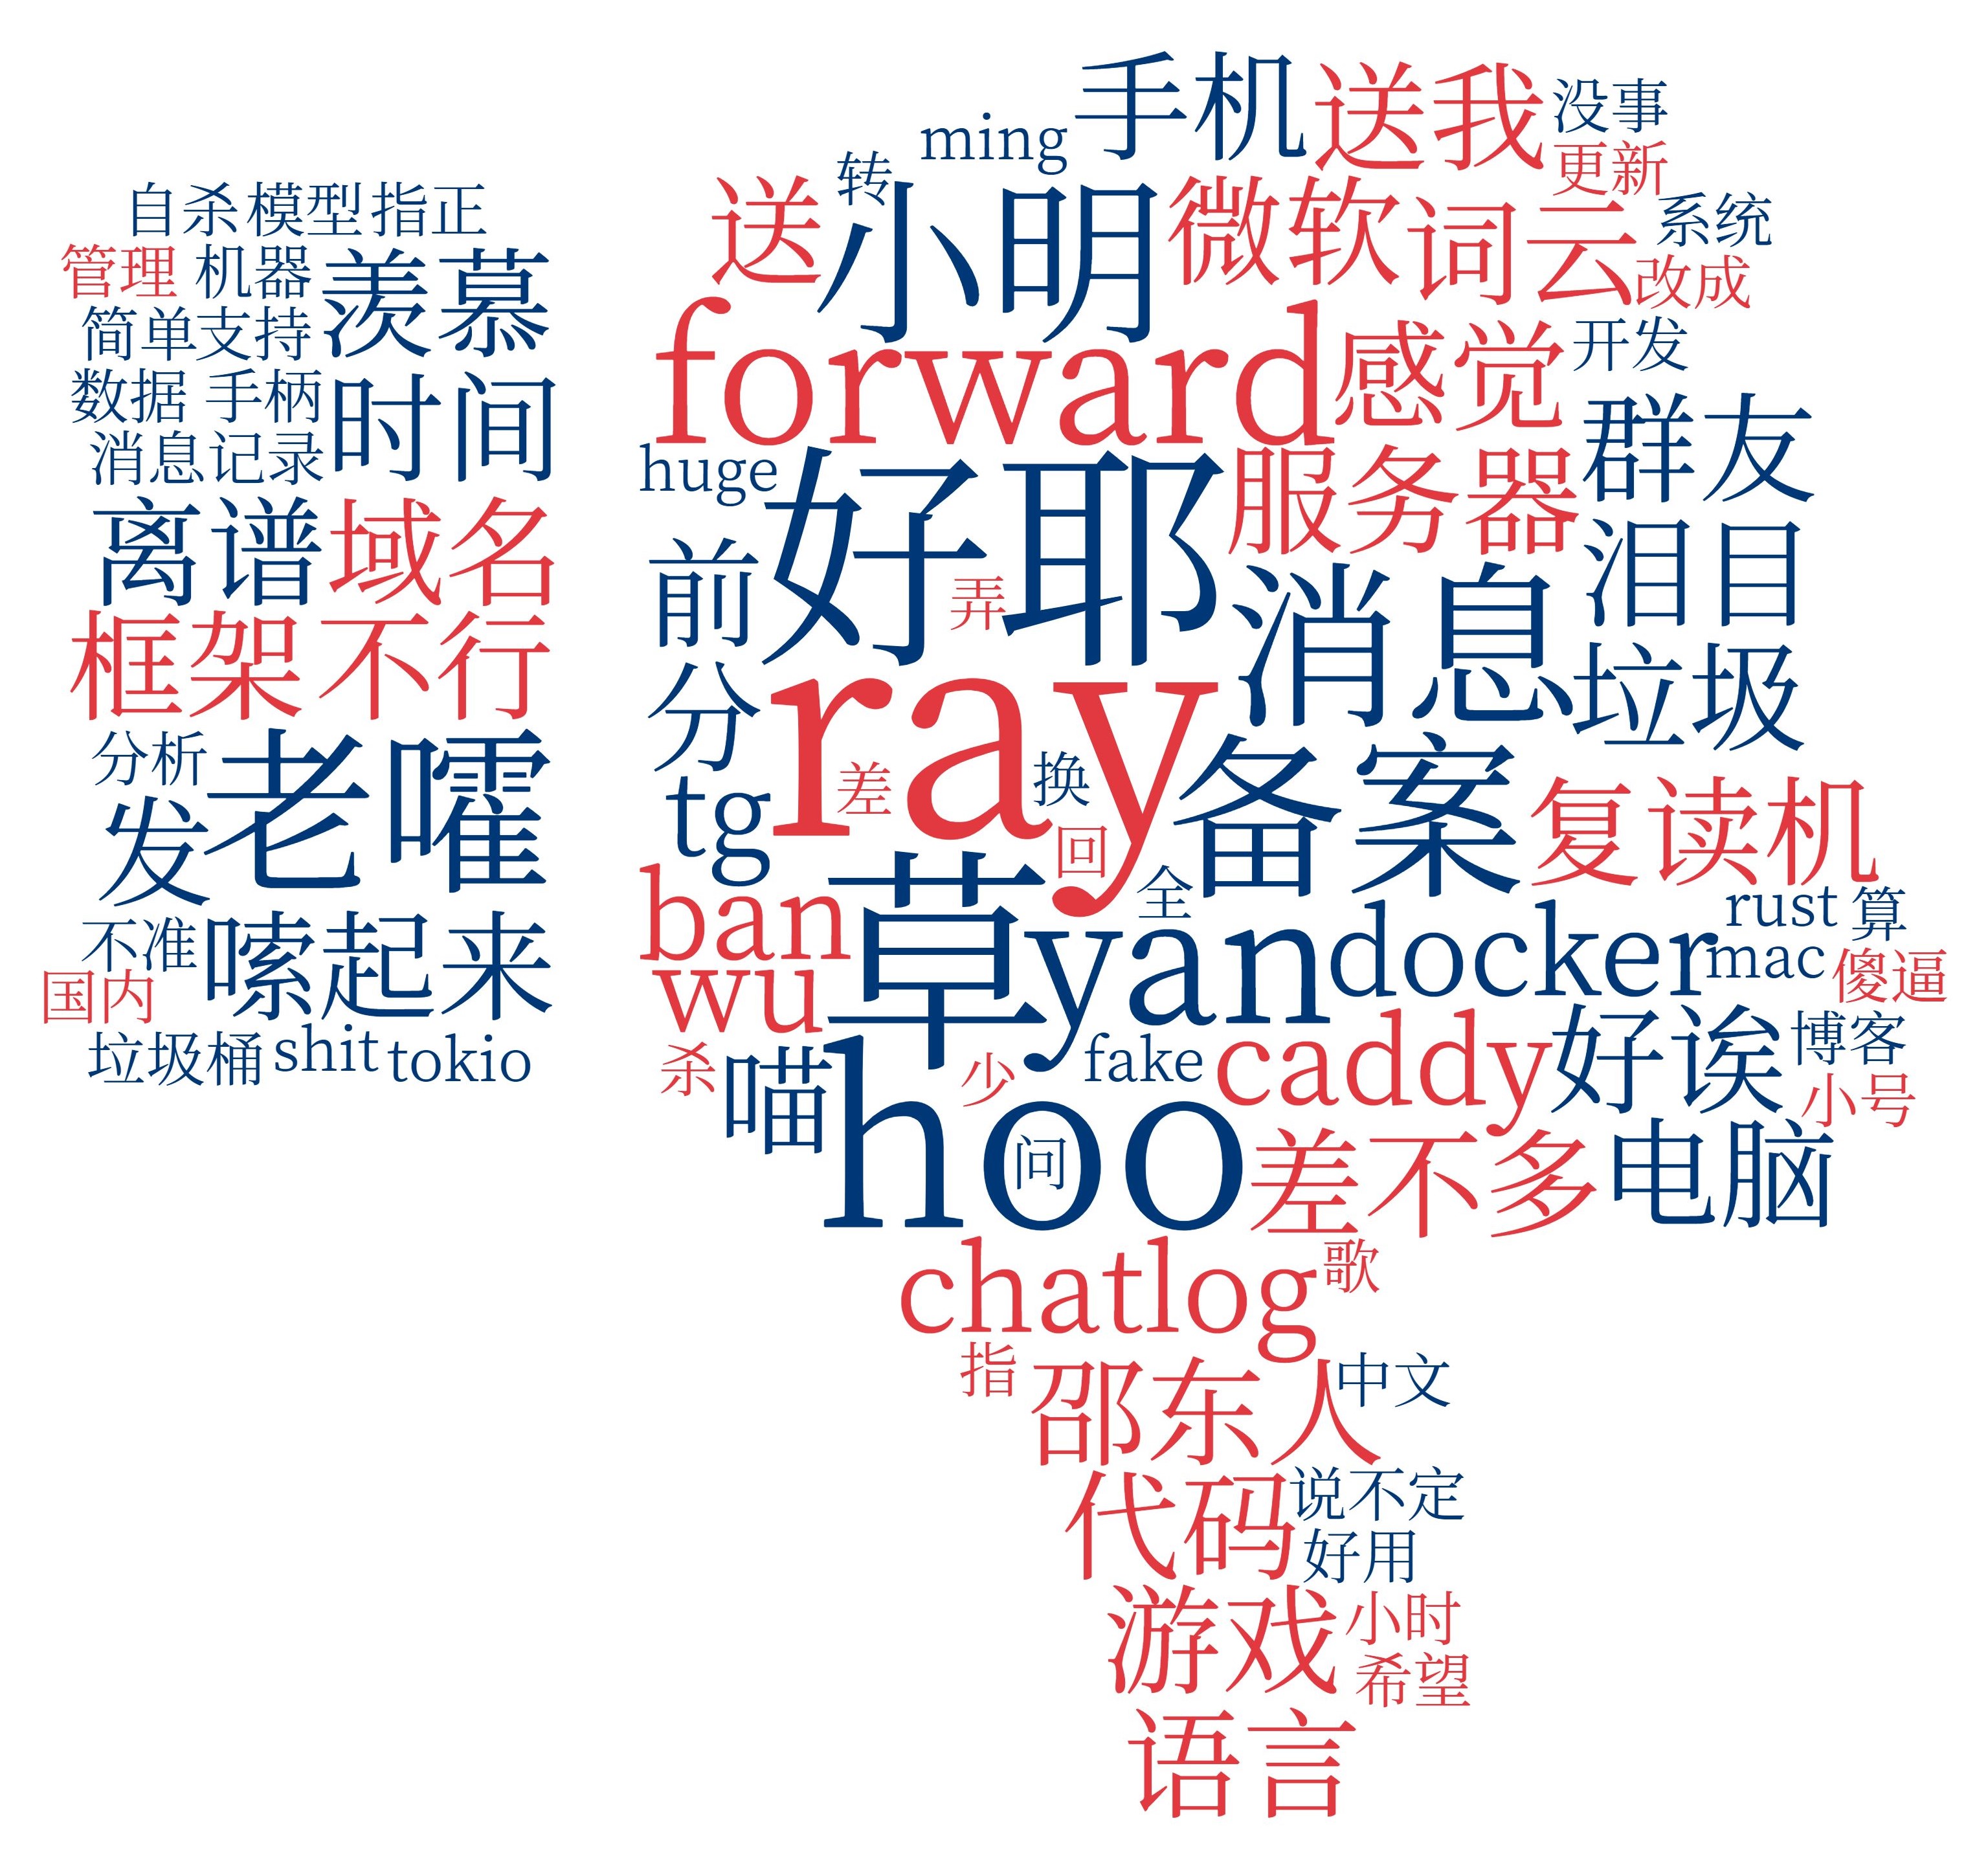 手机 送我 没事
ming 更新
转
自杀 模型 指正 送 小明 微软 词云 系统
管理 机器 羡慕 改成
简单 支持 forward 感觉 开发
数据 手柄 时间 群友
消息 记录 huge 好耶 服务器
离谱 域名 前 弄 消息 泪目
框架 不行 分 ray 垃圾
分析 老嚯 差 换 备案 复读机
发 tg 回
不准 嗦起来 ban 草 全 yan docker rust 算
国内 wu mac 傻逼
垃圾桶 shit tokio 杀 喵 少 fake caddy 好诶 博客
小号
hoo 问 差不多 电脑
chatlog 歌
指 邵东人 中文
代码 说不定
好用
游戏 小时
希望
语言